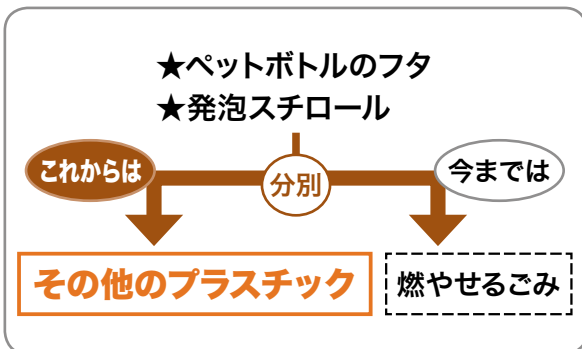 ★ペットボトルのフタ
★発泡スチロール
これからは
分別
今までは
その他のプラスチック
燃やせるごみ